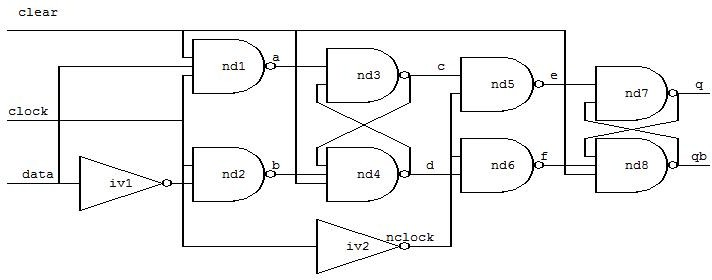 clear
nd1
a
nd3
c
nd5
e
nd7
q
clock
data
iv1
nd2
b
nd4
d
nd6
f
nd8
qb
iv2
nclock